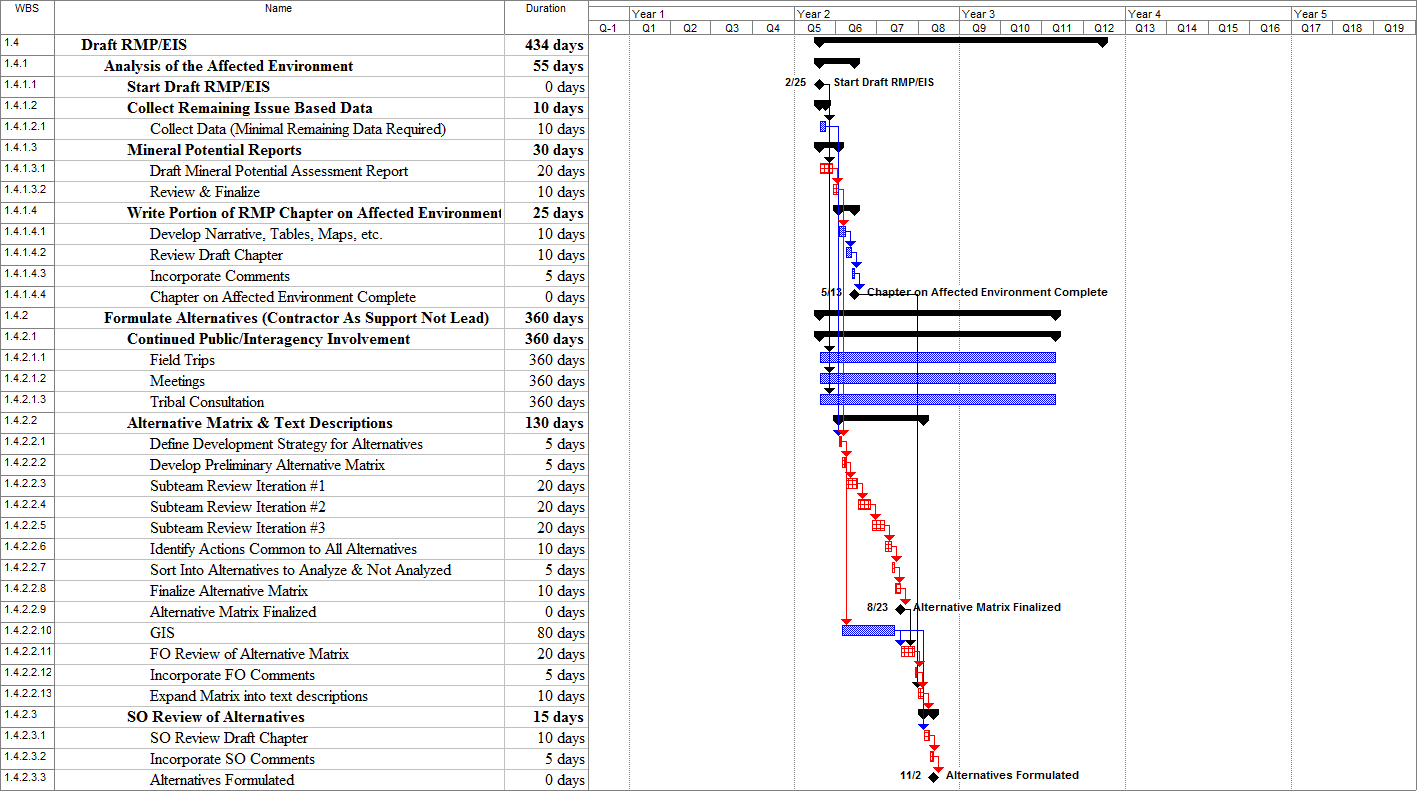 WBS Name Duration Year 1 Year 2 Year 3 Year 4 Year 5
Q-1 Q1 Q2 Q3 Q4 Q5 Q6 Q7 Q8 Q9 Q10 Q11 Q12 Q13 Q14 Q15 Q16 Q17 Q18 Q19
1.4 Draft RMP/EIS 434 days
1.4.1 Analysis of the Affected Environment 55 days
1.4.1.1 Start Draft RMP/EIS 0 days 2/25 Start Draft RMP/EIS
1.4.1.2 Collect Remaining Issue Based Data 10 days
1.4.1.2.1 Collect Data (Minimal Remaining Data Required) 10 days
1.4.1.3 Mineral Potential Reports 30 days
1.4.1.3.1 Draft Mineral Potential Assessment Report 20 days
1.4.1.3.2 Review & Finalize 10 days
1.4.1.4 Write Portion of RMP Chapter on Affected Environment 25 days
1.4.1.4.1 Develop Narrative, Tables, Maps, etc. 10 days
1.4.1.4.2 Review Draft Chapter 10 days
1.4.1.4.3 Incorporate Comments 5 days
1.4.1.4.4 Chapter on Affected Environment Complete 0 days 5/13 Chapter on Affected Environment Complete
1.4.2 Formulate Alternatives (Contractor As Support Not Lead) 360 days
1.4.2.1 Continued Public/Interagency Involvement 360 days
1.4.2.1.1 Field Trips 360 days
1.4.2.1.2 Meetings 360 days
1.4.2.1.3 Tribal Consultation 360 days
1.4.2.2 Alternative Matrix & Text Descriptions 130 days
1.4.2.2.1 Define Development Strategy for Alternatives 5 days
1.4.2.2.2 Develop Preliminary Alternative Matrix 5 days
1.4.2.2.3 Subteam Review Iteration #1 20 days
1.4.2.2.4 Subteam Review Iteration #2 20 days
1.4.2.2.5 Subteam Review Iteration #3 20 days
1.4.2.2.6 Identify Actions Common to All Alternatives 10 days
1.4.2.2.7 Sort Into Alternatives to Analyze & Not Analyzed 5 days
1.4.2.2.8 Finalize Alternative Matrix 10 days
1.4.2.2.9 Alternative Matrix Finalized 0 days 8/23 Alternative Matrix Finalized
1.4.2.2.10 GIS 80 days
1.4.2.2.11 FO Review of Alternative Matrix 20 days
1.4.2.2.12 Incorporate FO Comments 5 days
1.4.2.2.13 Expand Matrix into text descriptions 10 days
1.4.2.3 SO Review of Alternatives 15 days
1.4.2.3.1 SO Review Draft Chapter 10 days
1.4.2.3.2 Incorporate SO Comments 5 days
1.4.2.3.3 Alternatives Formulated 0 days 11/2 Alternatives Formulated